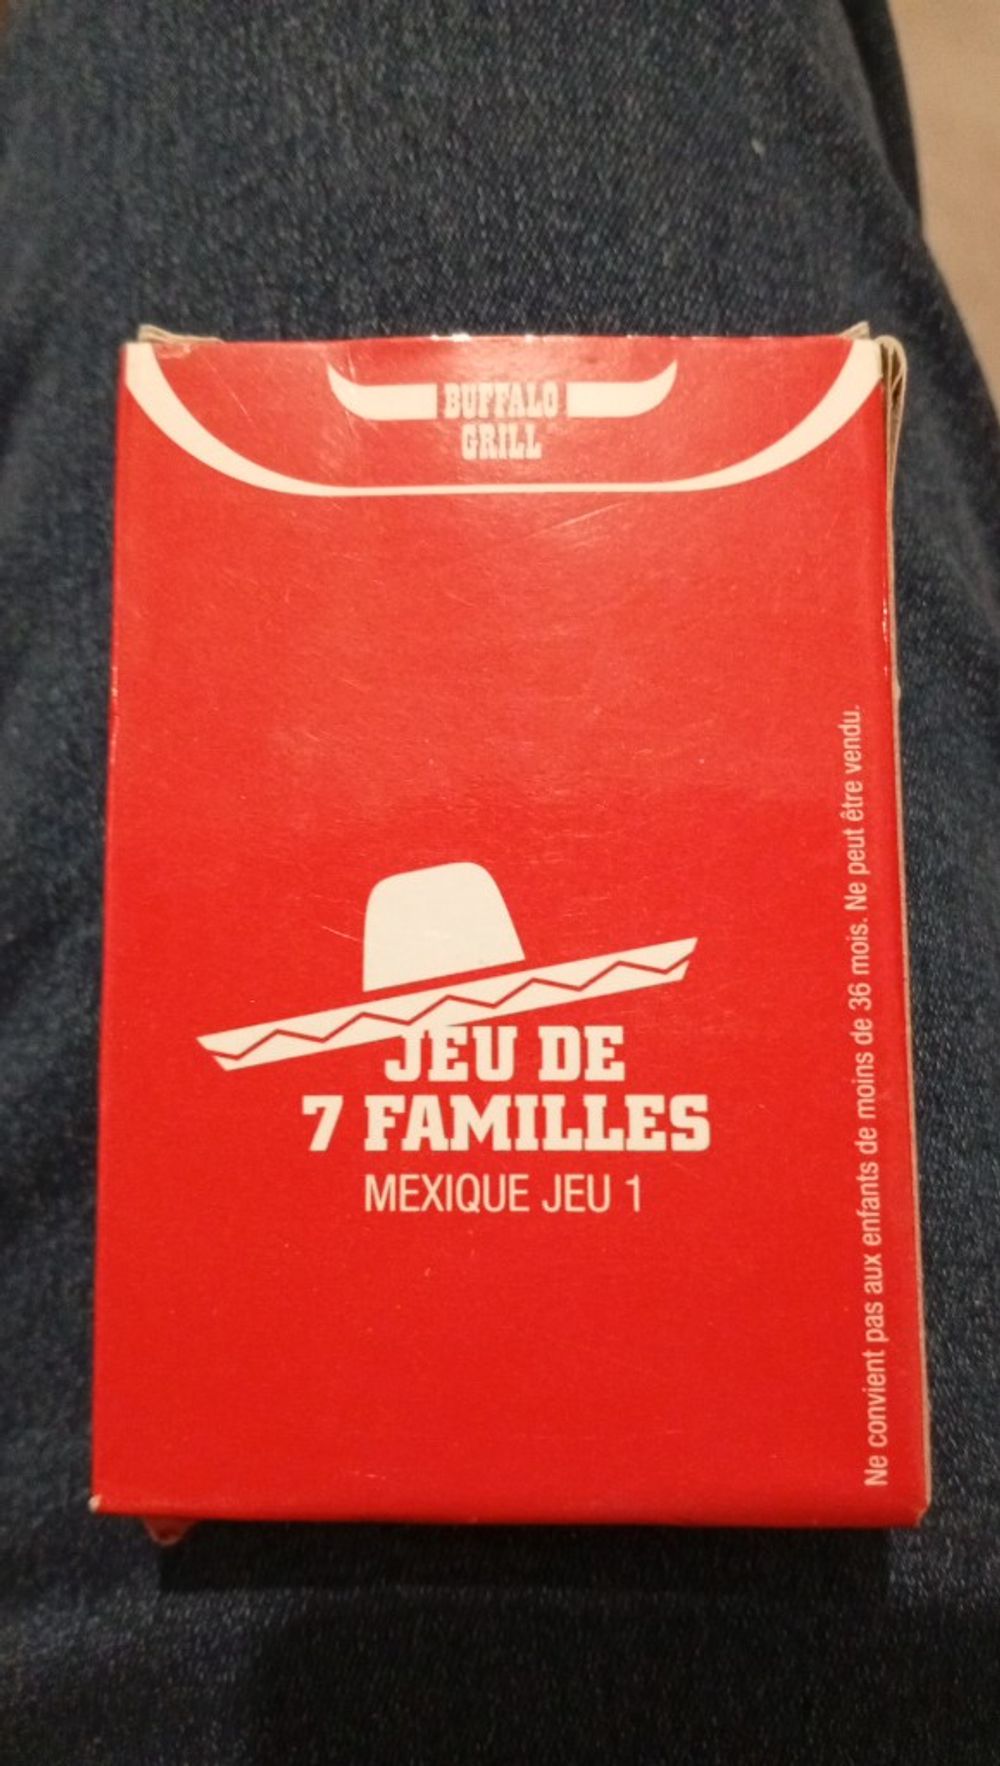 BUFFALO
GRILL
JEU DE
7 FAMILLES
MEXIQUE JEU 1
Ne convient pas aux enfants de moins de 36 mois. Ne peut être vendu.